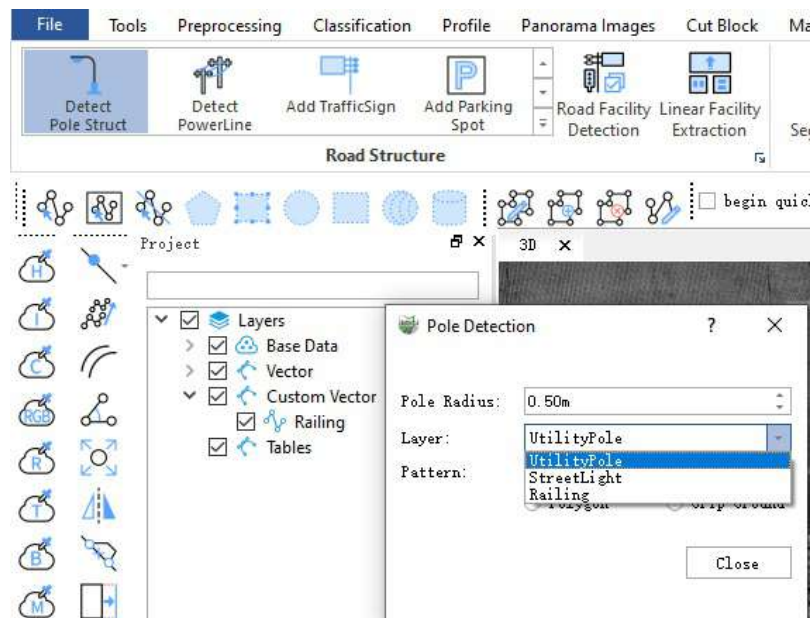 File Tools Preprocessing Classification Profile Panorama Images Cut Block
Detect Pole Struct
Detect PowerLine
Add TrafficSign
Add Parking Spot
Road Facility Detection
Linear Facility Extraction
Road Structure
begin
Project
3D
Layers
Base Data
Vector
Custom Vector
Railing
Tables
H
I
C
RGB
R
T
B
M
Pole Detection
Pole Radius: 0.50m
Layer: UtilityPole
UtilityPole
StreetLight
Railing
Pattern:
Close